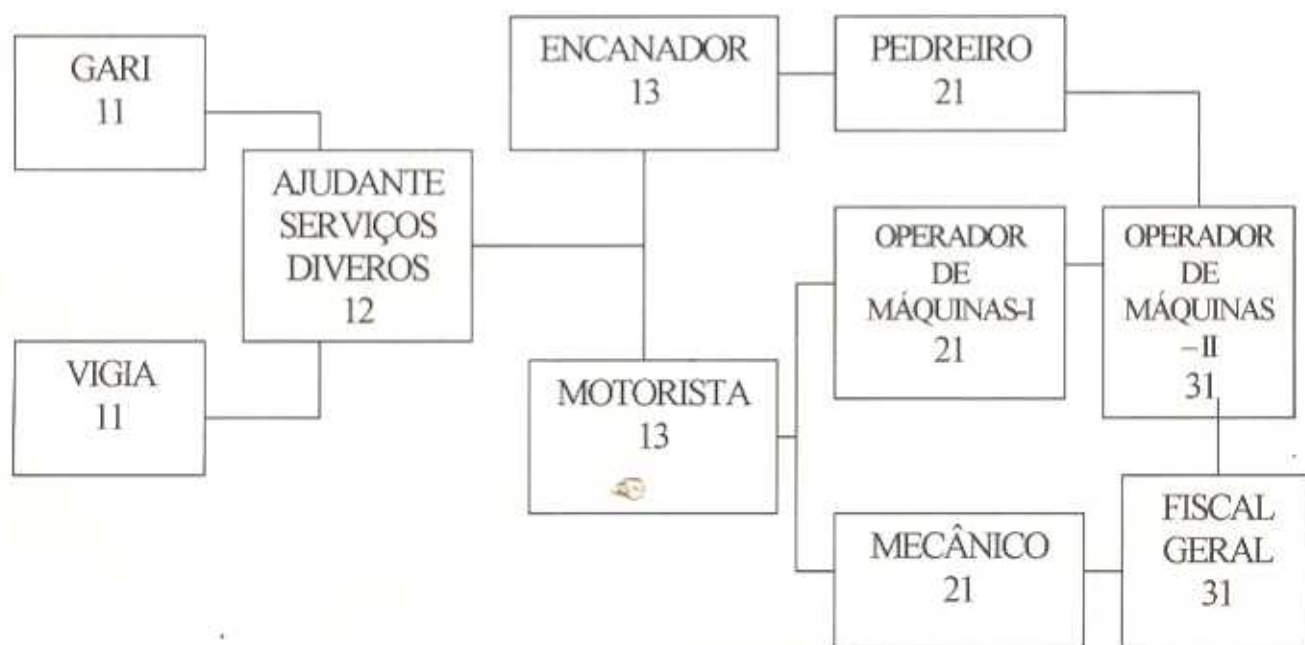 GARI
11
VIGIA
11
AJUDANTE
SERVIÇOS
DIVEROS
12
ENCANADOR
13
MOTORISTA
13
PEDREIRO
21
OPERADOR
DE
MÁQUINAS-I
21
MECÂNICO
21
OPERADOR
DE
MÁQUINAS
– II
31
FISCAL
GERAL
31